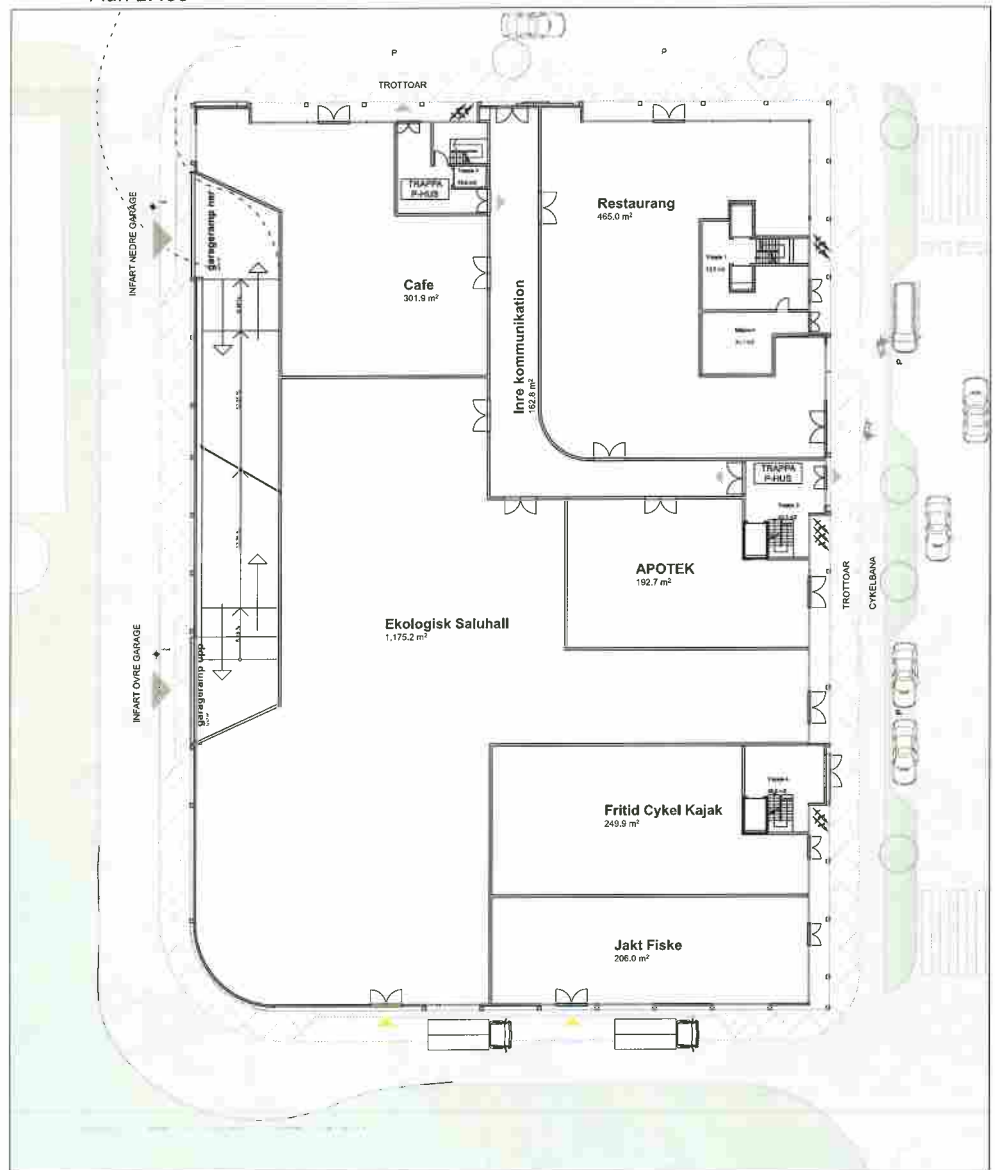 P
P
TROTTOAR
TRAPPA
P-HUS
garageramp ner
INFART NEDRE GARAGE
Restaurang
465.0 m²
Cafe
301.9 m²
Inre kommunikation
162.8 m²
P
TRAPPA
P-HUS
APOTEK
192.7 m²
TROTTOAR
CYKELBANA
Ekologisk Saluhall
1,175.2 m²
garageramp upp
INFART ÖVRE GARAGE
P
Fritid Cykel Kajak
249.9 m²
Jakt Fiske
206.0 m²